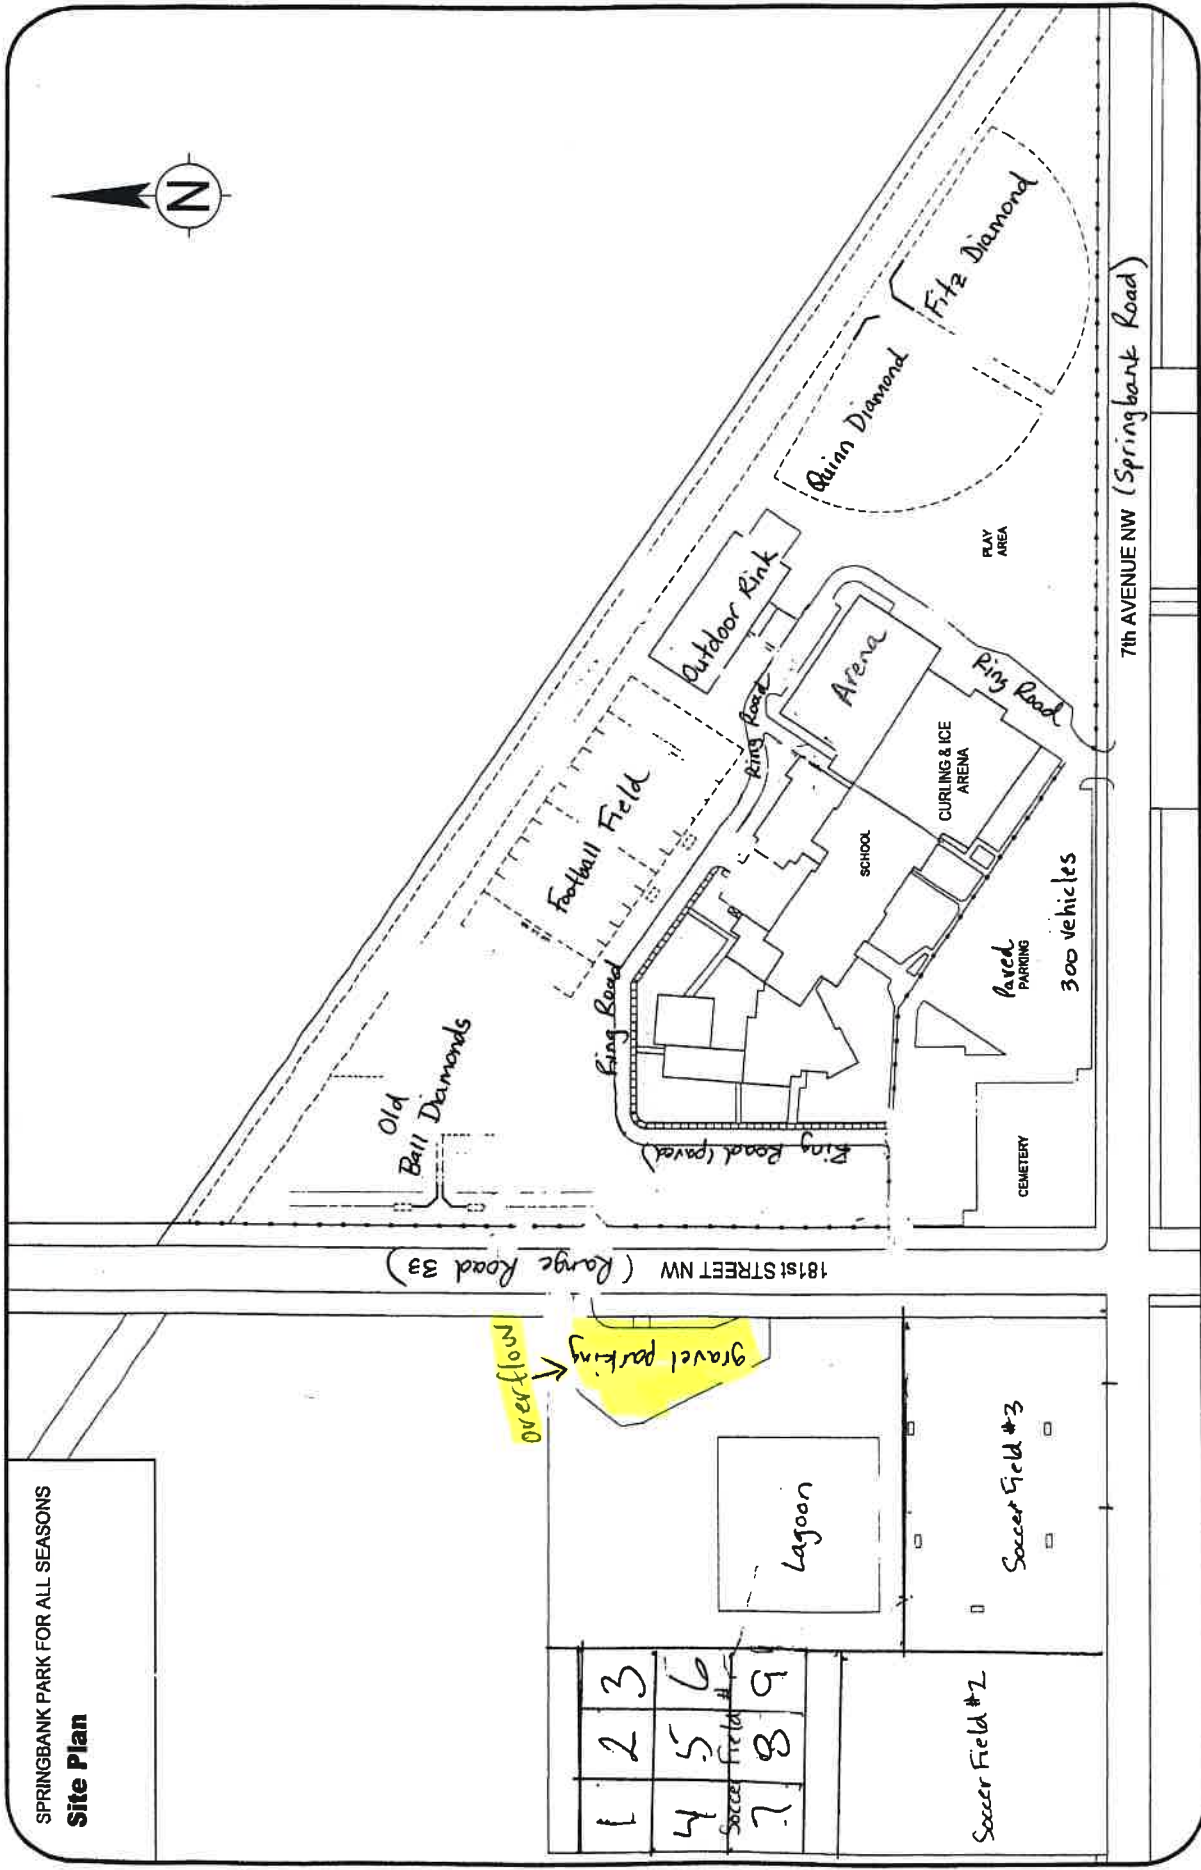 SPRINGBANK PARK FOR ALL SEASONS
Site Plan
N
1 2 3
4 5 6
Soccer Field #1
7 8 9
Soccer Field #2
Soccer Field #3
Lagoon
overflow
gravel parking
181st STREET NW (Range Road 33)
Old
Ball Diamonds
Football Field
Outdoor Rink
Quinn Diamond
Fitz Diamond
Ring Road
Ring Road
Ring Road (paved)
Ring Road
Arena
CURLING & ICE
ARENA
SCHOOL
PLAY
AREA
Paved
PARKING
300 vehicles
CEMETERY
7th AVENUE NW (Springbank Road)